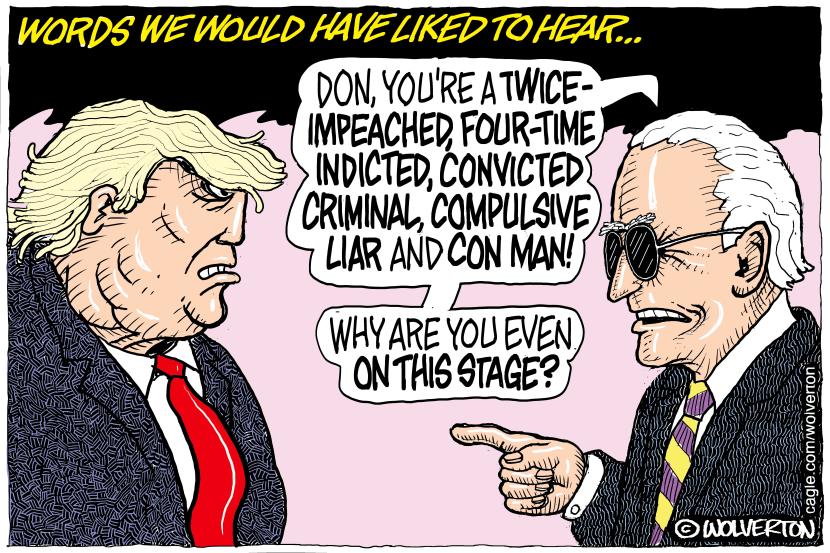 WORDS WE WOULD HAVE LIKED TO HEAR...
DON, YOU'RE A TWICE-
IMPEACHED, FOUR-TIME
INDICTED, CONVICTED
CRIMINAL, COMPULSIVE
LIAR AND CON MAN!
WHY ARE YOU EVEN
ON THIS STAGE?
cagle.com/wolverton
© WOLVERTON